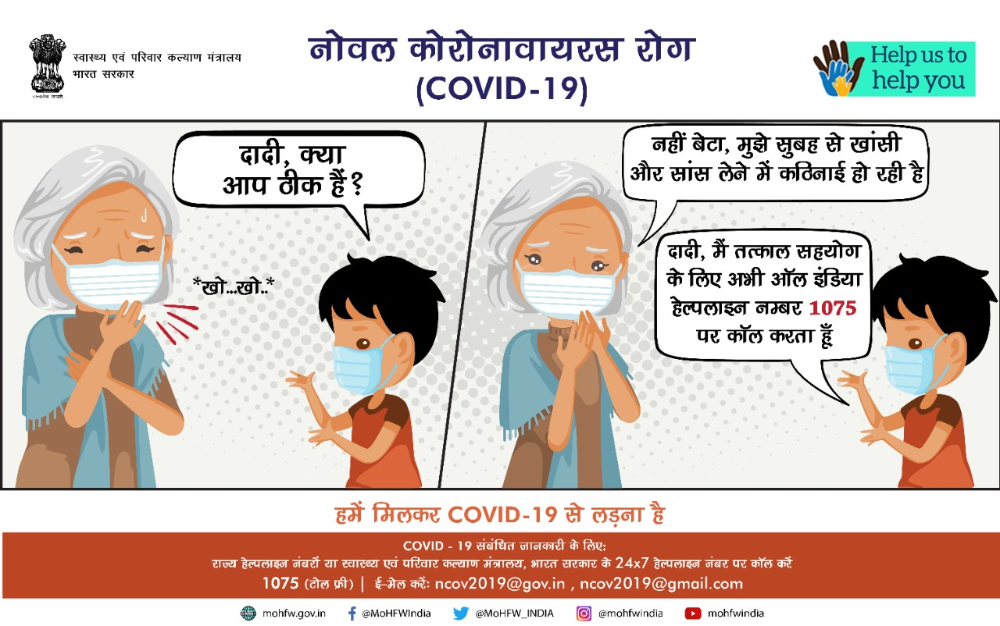 स्वास्थ्य एवं परिवार कल्याण मंत्रालय
भारत सरकार
सत्यमेव जयते
नोवल कोरोनावायरस रोग
(COVID-19)
Help us to
help you
दादी, क्या
आप ठीक हैं?
*खो...खो..*
नहीं बेटा, मुझे सुबह से खांसी
और सांस लेने में कठिनाई हो रही है
दादी, मैं तत्काल सहयोग
के लिए अभी ऑल इंडिया
हेल्पलाइन नम्बर 1075
पर कॉल करता हूँ
हमें मिलकर COVID-19 से लड़ना है
COVID - 19 संबंधित जानकारी के लिए:
राज्य हेल्पलाइन नंबरों या स्वास्थ्य एवं परिवार कल्याण मंत्रालय, भारत सरकार के 24x7 हेल्पलाइन नंबर पर कॉल करें
1075 (टोल फ्री) | ई-मेल करेंः ncov2019@gov.in , ncov2019@gmail.com
mohfw.gov.in @MoHFWIndia @MoHFW_INDIA @mohfwindia mohfwindia